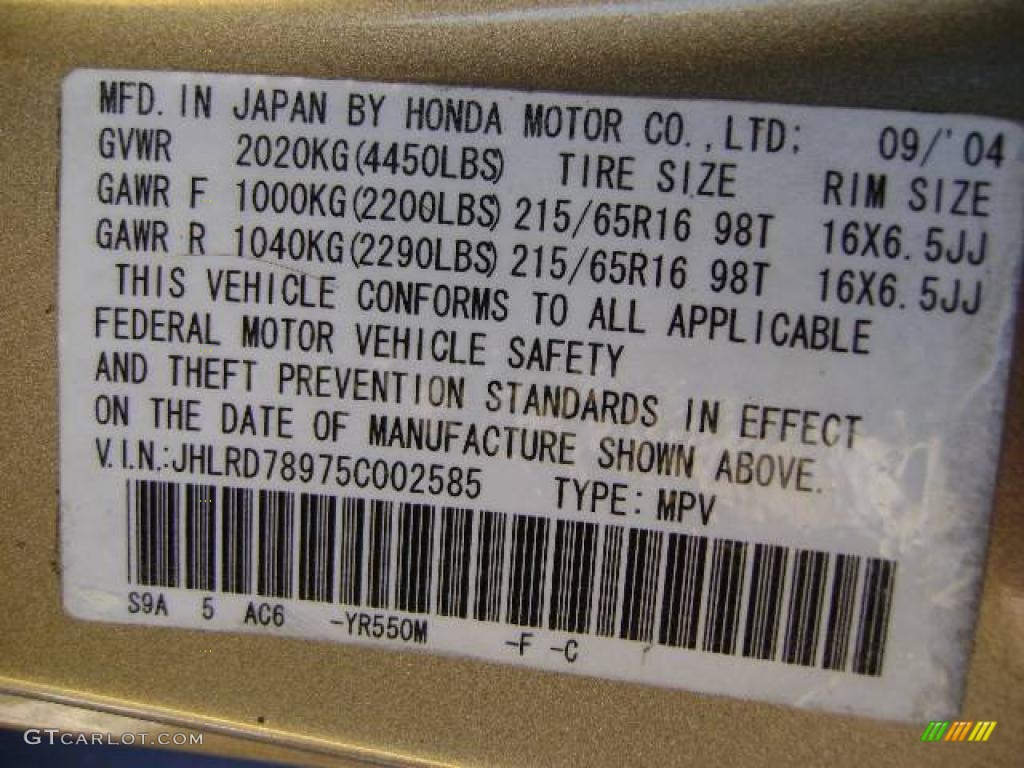 MFD. IN JAPAN BY HONDA MOTOR CO.,LTD: 09/'04
GVWR 2020KG(4450LBS) TIRE SIZE RIM SIZE
GAWR F 1000KG(2200LBS) 215/65R16 98T 16X6.5JJ
GAWR R 1040KG(2290LBS) 215/65R16 98T 16X6.5JJ
THIS VEHICLE CONFORMS TO ALL APPLICABLE
FEDERAL MOTOR VEHICLE SAFETY
AND THEFT PREVENTION STANDARDS IN EFFECT
ON THE DATE OF MANUFACTURE SHOWN ABOVE.
V.I.N.:JHLRD78975C002585 TYPE: MPV
S9A 5 AC6 -YR550M -F -C
GTCARLOT.COM